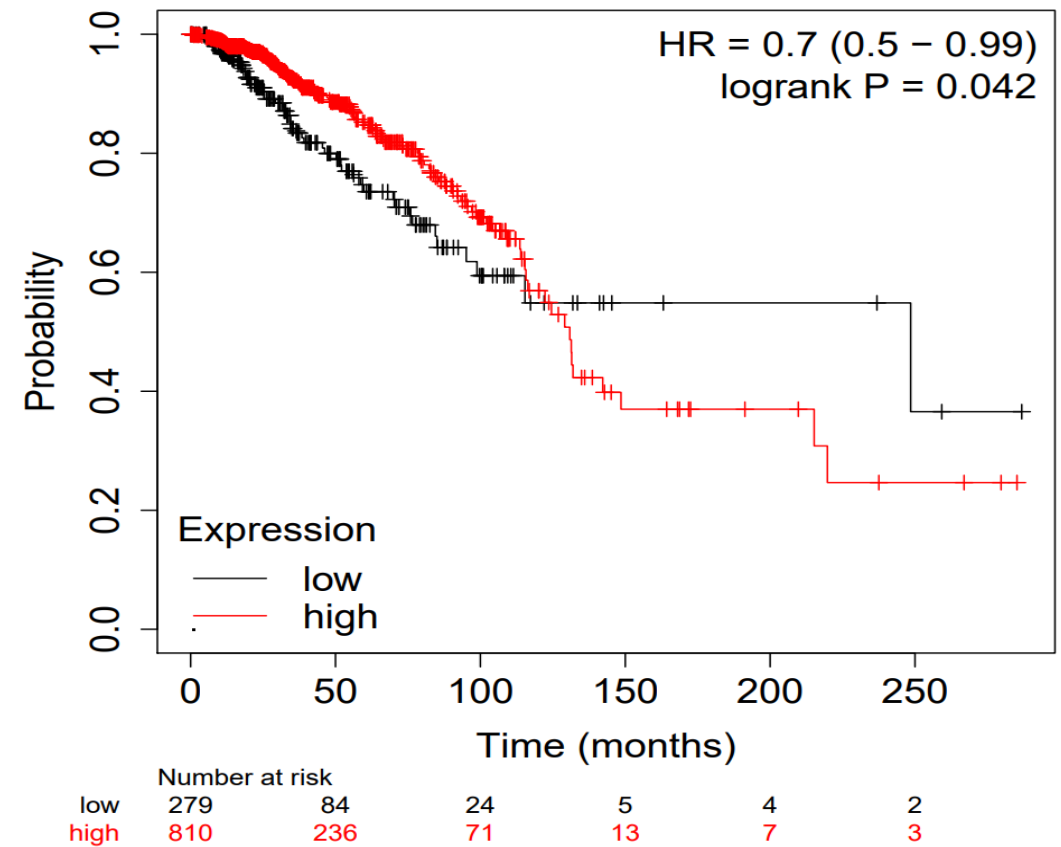 HR = 0.7 (0.5 − 0.99)
logrank P = 0.042
1.0
0.8
0.6
0.4
0.2
0.0
Probability
Expression
low
high
0 50 100 150 200 250
Time (months)
Number at risk
low 279 84 24 5 4 2
high 810 236 71 13 7 3